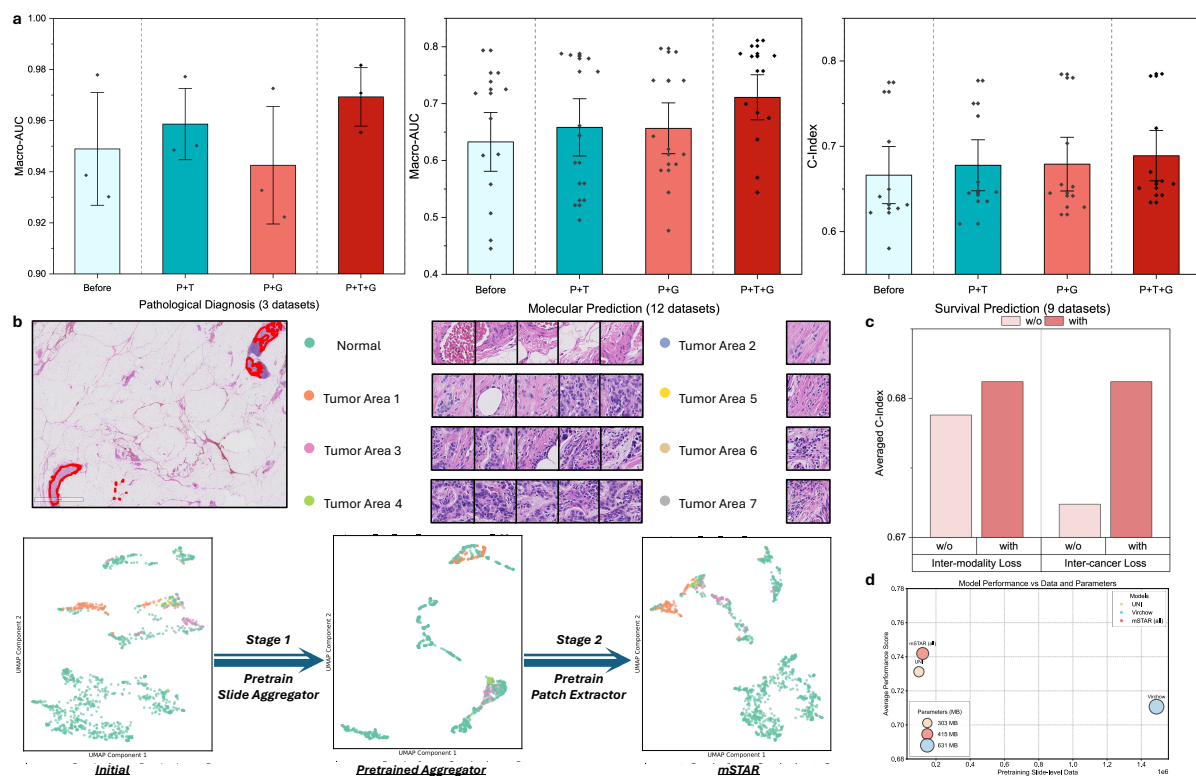 a
1.00
0.98
0.96
0.94
0.92
0.90
Macro-AUC
Before
P+T
P+G
P+T+G
Pathological Diagnosis (3 datasets)
0.8
0.7
0.6
0.5
0.4
Macro-AUC
Before
P+T
P+G
P+T+G
Molecular Prediction (12 datasets)
0.8
0.7
0.6
C-Index
Before
P+T
P+G
P+T+G
Survival Prediction (9 datasets)
b
Normal
Tumor Area 1
Tumor Area 3
Tumor Area 4
Tumor Area 2
Tumor Area 5
Tumor Area 6
Tumor Area 7
UMAP Component 2
UMAP Component 1
Initial
Stage 1
Pretrain
Slide Aggregator
UMAP Component 2
UMAP Component 1
Pretrained Aggregator
Stage 2
Pretrain
Patch Extractor
UMAP Component 2
UMAP Component 1
mSTAR
c
w/o
with
0.68
0.67
Averaged C-Index
w/o
with
w/o
with
Inter-modality Loss
Inter-cancer Loss
d
Model Performance vs Data and Parameters
0.78
0.76
0.74
0.72
0.70
0.68
Average Performance Score
Models
UNI
Virchow
mSTAR (all)
mSTAR (all)
UNI
Virchow
Parameters (MB)
303 MB
415 MB
631 MB
0.2
0.4
0.6
0.8
1.0
1.2
1.4
1e6
Pretraining Slide-level Data